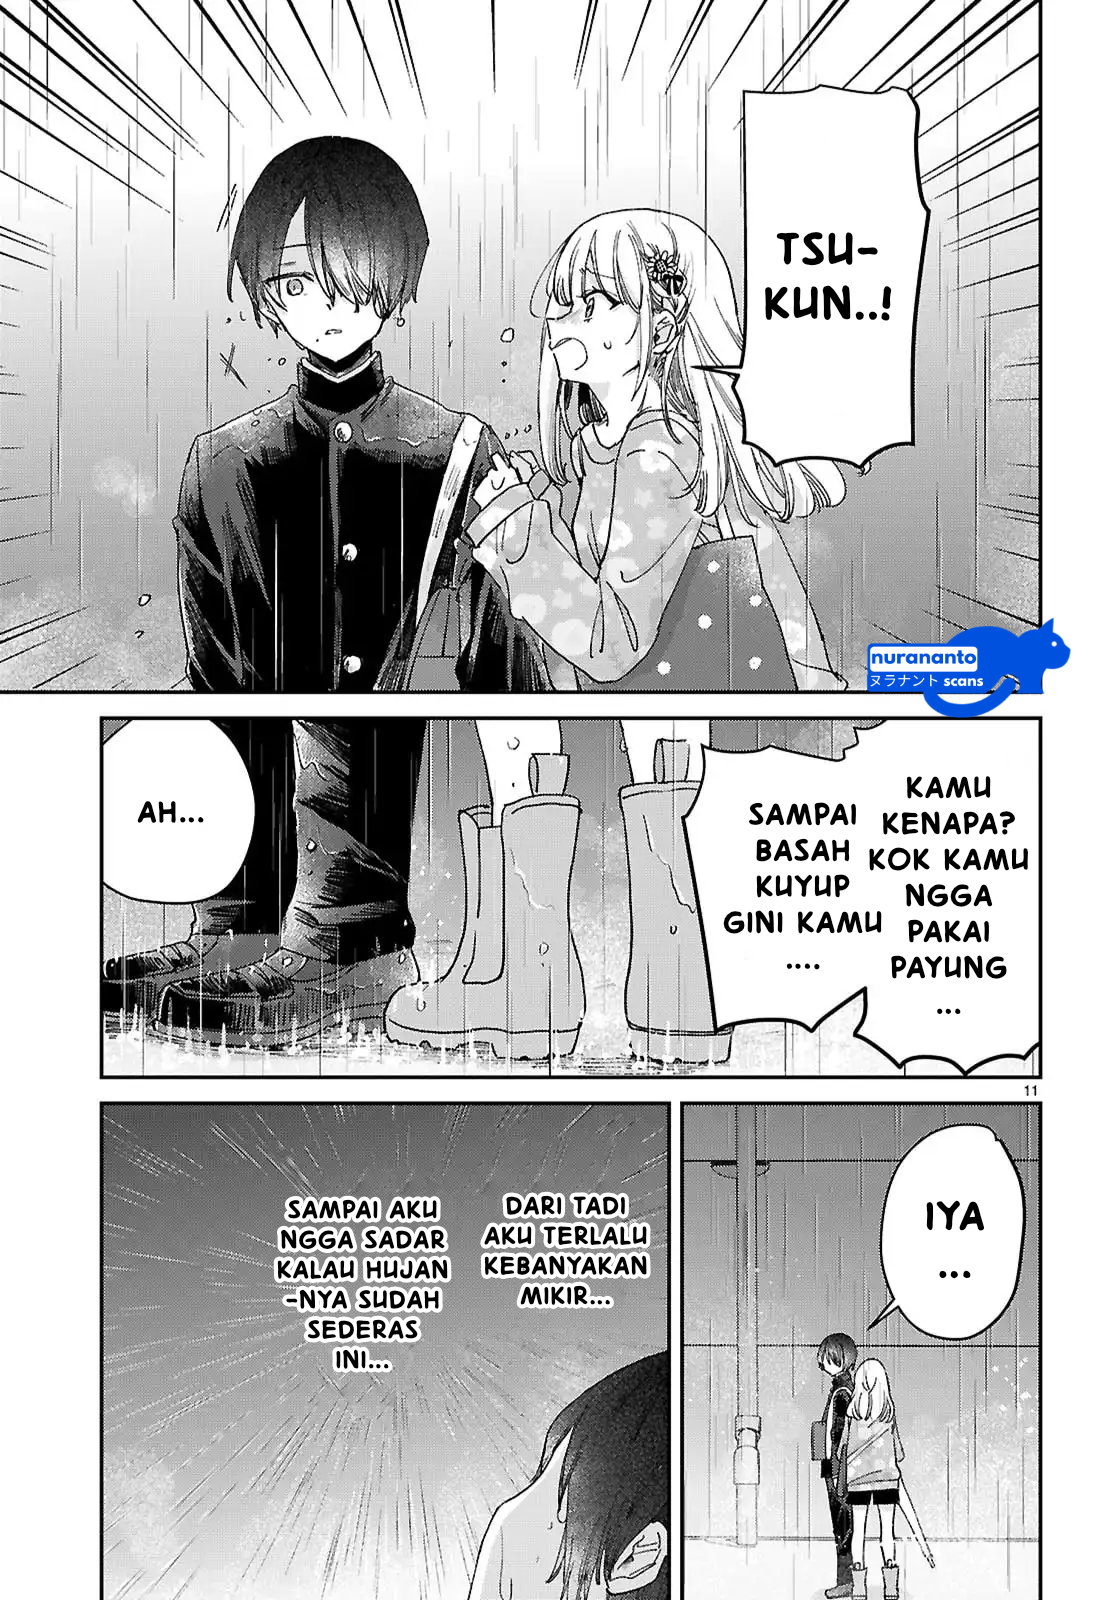 TSU-
KUN..!
nurananto
ヌラナント scans
KAMU
KENAPA?
KOK KAMU
NGGA
PAKAI
PAYUNG
...
SAMPAI
BASAH
KUYUP
GINI KAMU
....
AH...
11
IYA
...
DARI TADI
AKU TERLALU
KEBANYAKAN
MIKIR...
SAMPAI AKU
NGGA SADAR
KALAU HUJAN
-NYA SUDAH
SEDERAS
INI...